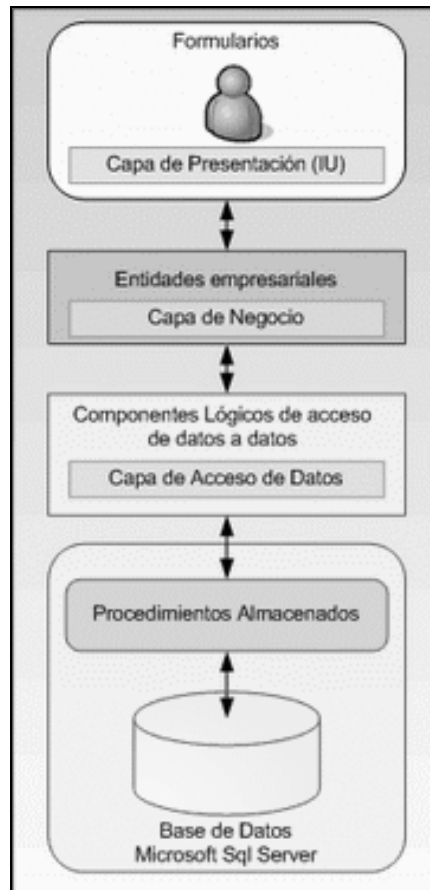 Formularios
Capa de Presentación (IU)
Entidades empresariales
Capa de Negocio
Componentes Lógicos de acceso
de datos a datos
Capa de Acceso de Datos
Procedimientos Almacenados
Base de Datos
Microsoft Sql Server